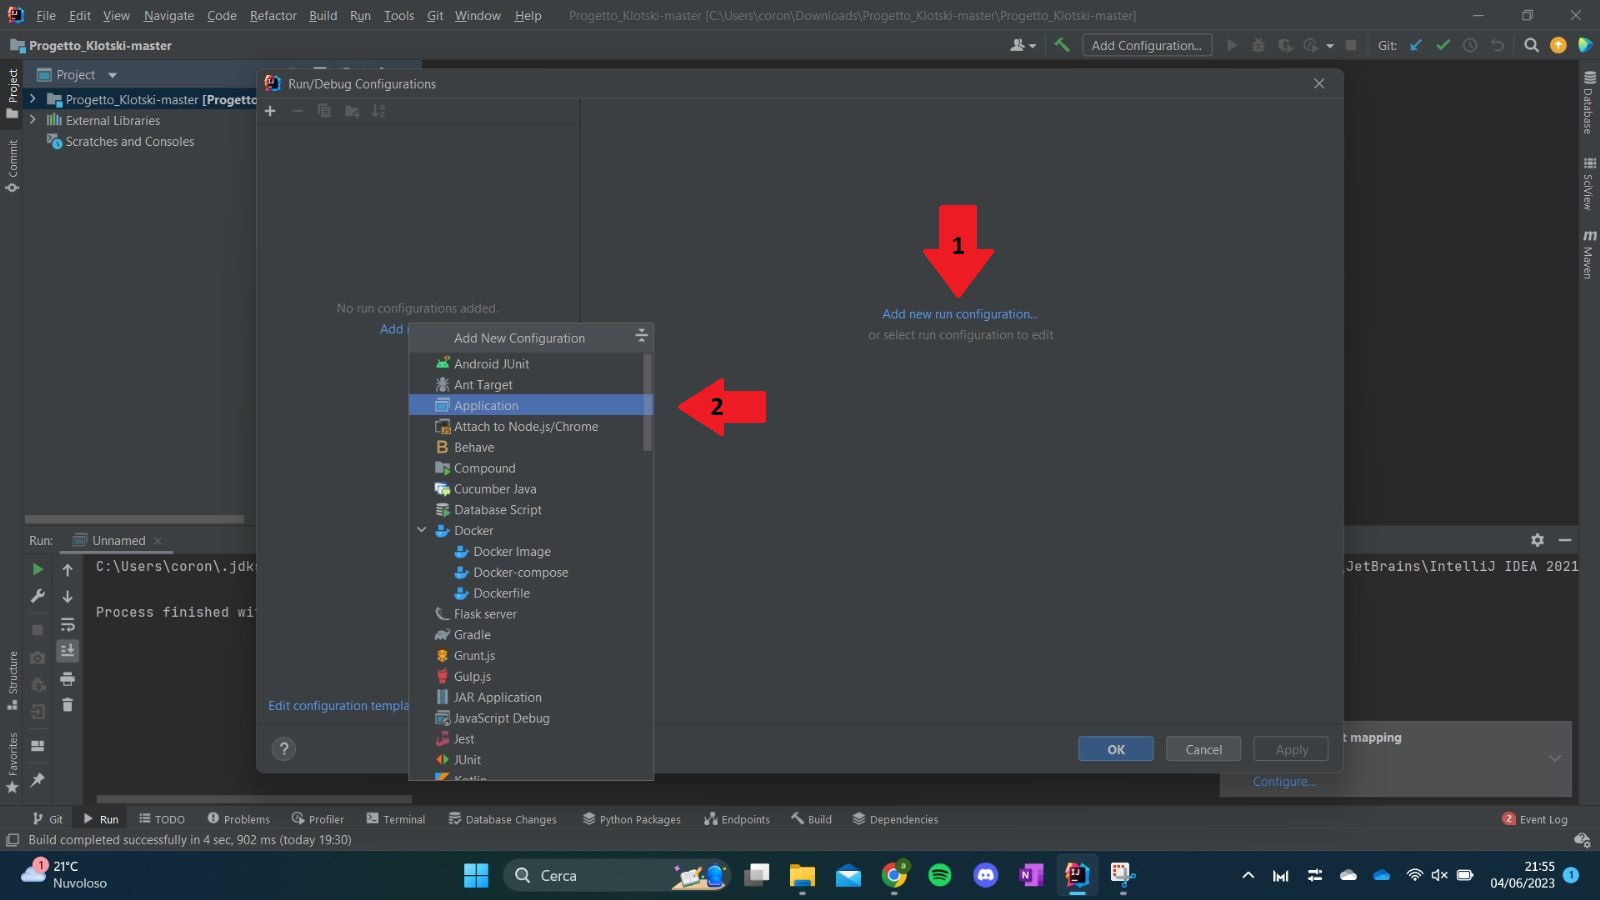 File Edit View Navigate Code Refactor Build Run Tools Git Window Help Progetto_Klotski-master [C:\Users\coron\Downloads\Progetto_Klotski-master\Progetto_Klotski-master]
Progetto_Klotski-master
Add Configuration...
Git:
Project
Project
Commit
Structure
Favorites
Progetto_Klotski-master [Progetto
External Libraries
Scratches and Consoles
Run/Debug Configurations
No run configurations added.
Add
1
Add new run configuration...
or select run configuration to edit
2
Add New Configuration
Android JUnit
Ant Target
Application
Attach to Node.js/Chrome
Behave
Compound
Cucumber Java
Database Script
Docker
Docker Image
Docker-compose
Dockerfile
Flask server
Gradle
Grunt.js
Gulp.js
JAR Application
JavaScript Debug
Jest
JUnit
Kotlin
Edit configuration templa
?
OK Cancel Apply
Database
SciView
m Maven
Run: Unnamed
C:\Users\coron\.jdks
\JetBrains\IntelliJ IDEA 2021
Process finished wi
t mapping
Configure...
Git Run TODO Problems Profiler Terminal Database Changes Python Packages Endpoints Build Dependencies 2 Event Log
Build completed successfully in 4 sec, 902 ms (today 19:30)
1 21°C
Nuvoloso
Cerca
21:55
04/06/2023
1